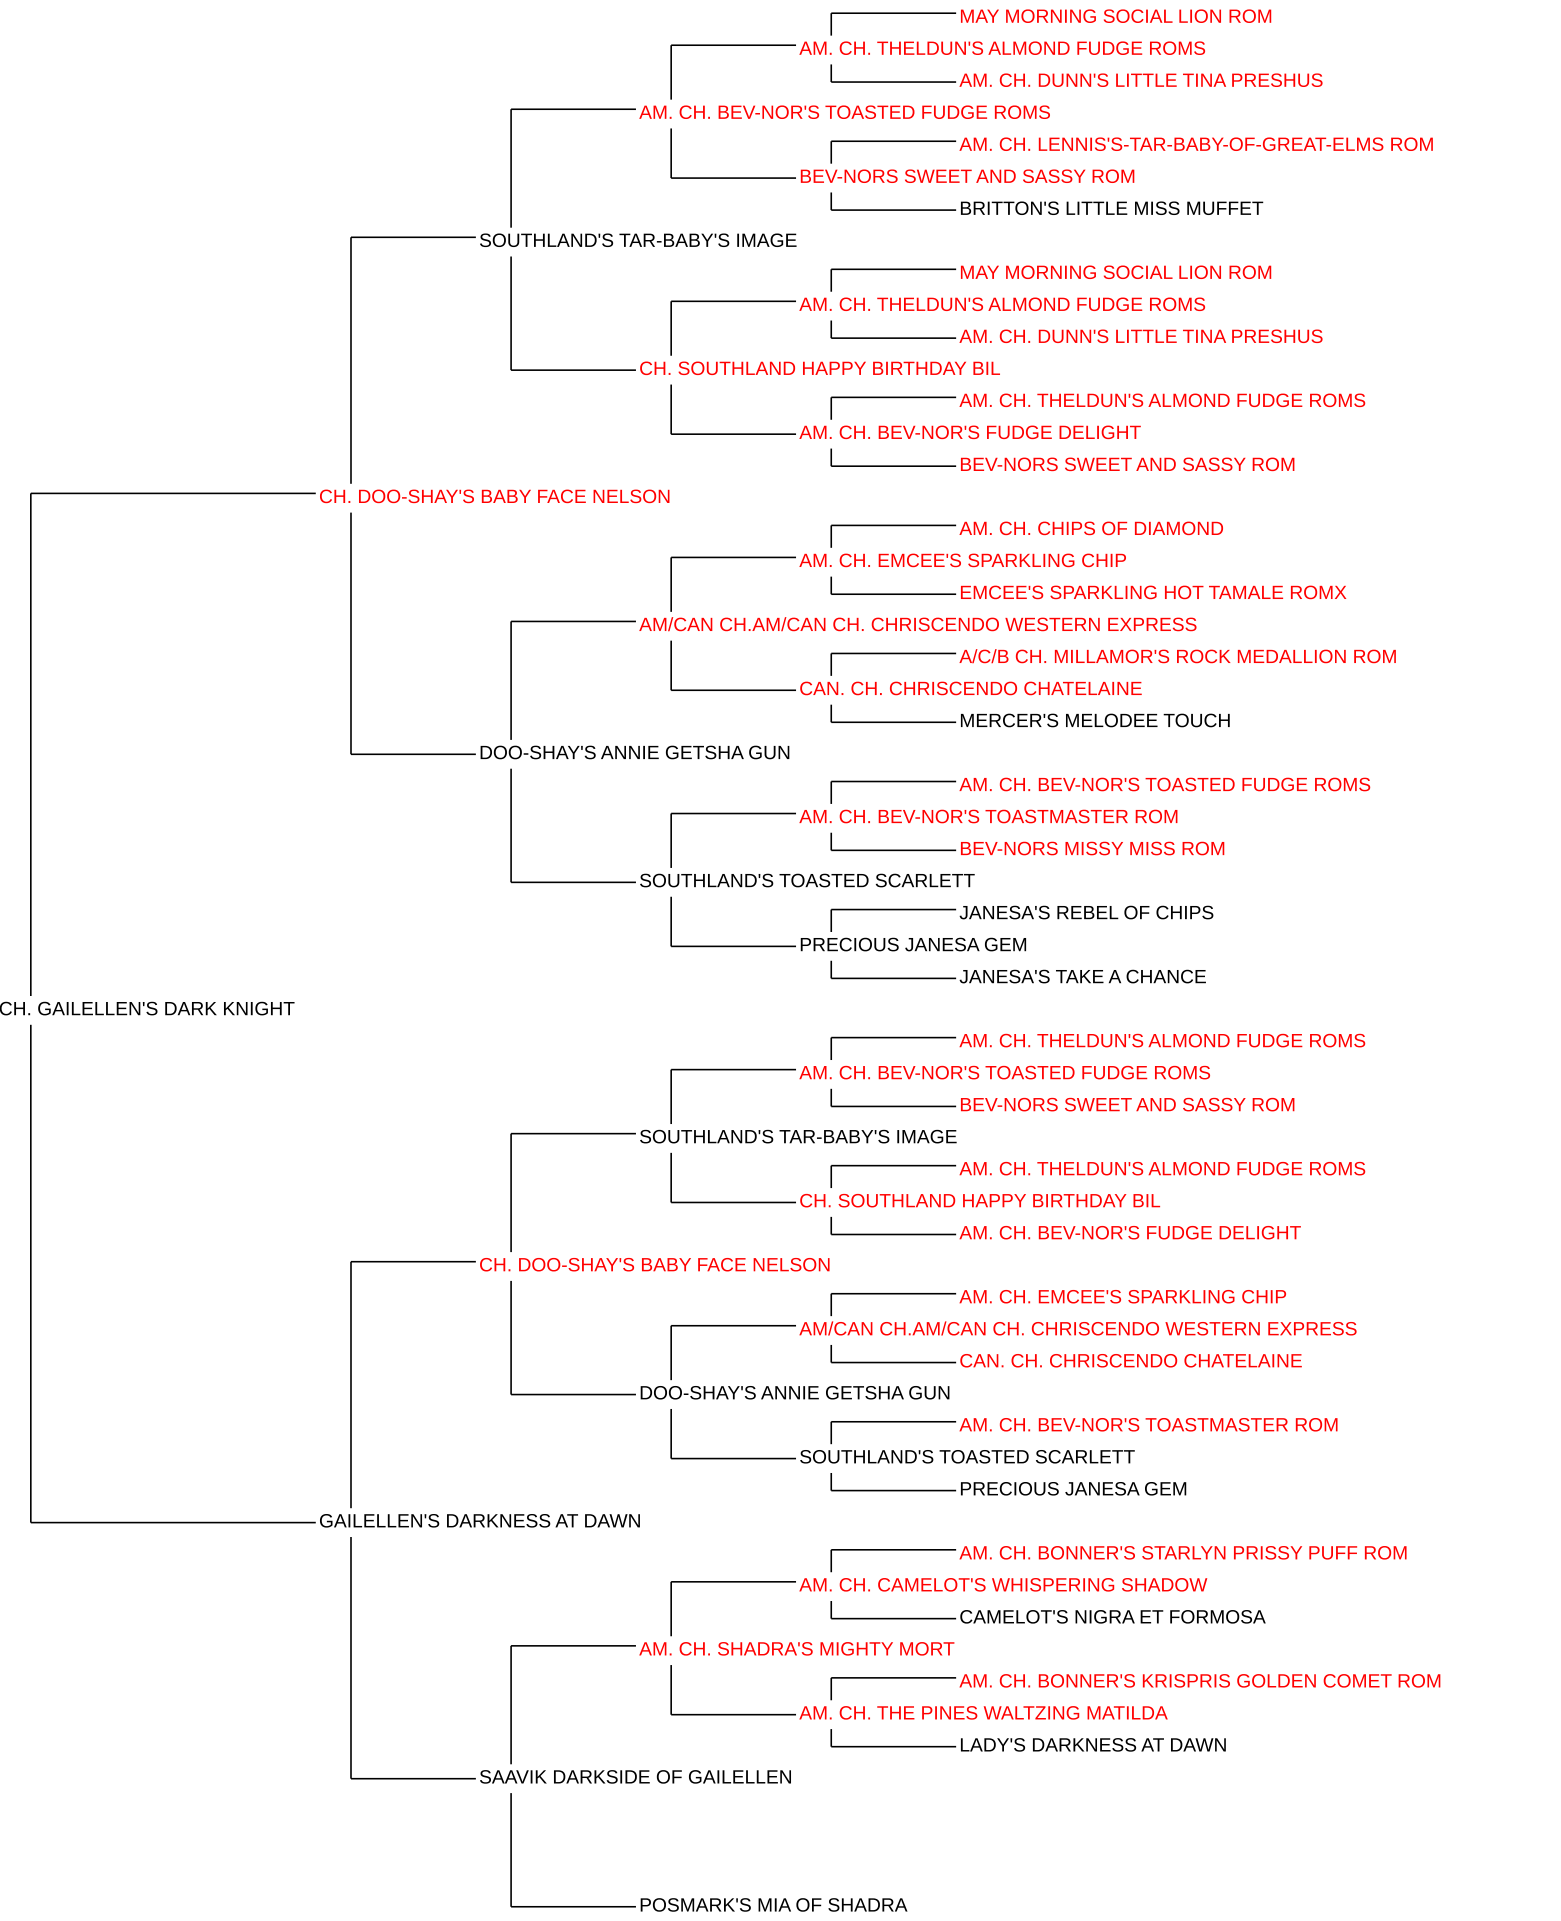 MAY MORNING SOCIAL LION ROM
AM. CH. THELDUN'S ALMOND FUDGE ROMS
AM. CH. DUNN'S LITTLE TINA PRESHUS
AM. CH. BEV-NOR'S TOASTED FUDGE ROMS
AM. CH. LENNIS'S-TAR-BABY-OF-GREAT-ELMS ROM
BEV-NORS SWEET AND SASSY ROM
BRITTON'S LITTLE MISS MUFFET
SOUTHLAND'S TAR-BABY'S IMAGE
MAY MORNING SOCIAL LION ROM
AM. CH. THELDUN'S ALMOND FUDGE ROMS
AM. CH. DUNN'S LITTLE TINA PRESHUS
CH. SOUTHLAND HAPPY BIRTHDAY BIL
AM. CH. THELDUN'S ALMOND FUDGE ROMS
AM. CH. BEV-NOR'S FUDGE DELIGHT
BEV-NORS SWEET AND SASSY ROM
CH. DOO-SHAY'S BABY FACE NELSON
AM. CH. CHIPS OF DIAMOND
AM. CH. EMCEE'S SPARKLING CHIP
EMCEE'S SPARKLING HOT TAMALE ROMX
AM/CAN CH.AM/CAN CH. CHRISCENDO WESTERN EXPRESS
A/C/B CH. MILLAMOR'S ROCK MEDALLION ROM
CAN. CH. CHRISCENDO CHATELAINE
MERCER'S MELODEE TOUCH
DOO-SHAY'S ANNIE GETSHA GUN
AM. CH. BEV-NOR'S TOASTED FUDGE ROMS
AM. CH. BEV-NOR'S TOASTMASTER ROM
BEV-NORS MISSY MISS ROM
SOUTHLAND'S TOASTED SCARLETT
JANESA'S REBEL OF CHIPS
PRECIOUS JANESA GEM
JANESA'S TAKE A CHANCE
CH. GAILELLEN'S DARK KNIGHT
AM. CH. THELDUN'S ALMOND FUDGE ROMS
AM. CH. BEV-NOR'S TOASTED FUDGE ROMS
BEV-NORS SWEET AND SASSY ROM
SOUTHLAND'S TAR-BABY'S IMAGE
AM. CH. THELDUN'S ALMOND FUDGE ROMS
CH. SOUTHLAND HAPPY BIRTHDAY BIL
AM. CH. BEV-NOR'S FUDGE DELIGHT
CH. DOO-SHAY'S BABY FACE NELSON
AM. CH. EMCEE'S SPARKLING CHIP
AM/CAN CH.AM/CAN CH. CHRISCENDO WESTERN EXPRESS
CAN. CH. CHRISCENDO CHATELAINE
DOO-SHAY'S ANNIE GETSHA GUN
AM. CH. BEV-NOR'S TOASTMASTER ROM
SOUTHLAND'S TOASTED SCARLETT
PRECIOUS JANESA GEM
GAILELLEN'S DARKNESS AT DAWN
AM. CH. BONNER'S STARLYN PRISSY PUFF ROM
AM. CH. CAMELOT'S WHISPERING SHADOW
CAMELOT'S NIGRA ET FORMOSA
AM. CH. SHADRA'S MIGHTY MORT
AM. CH. BONNER'S KRISPRIS GOLDEN COMET ROM
AM. CH. THE PINES WALTZING MATILDA
LADY'S DARKNESS AT DAWN
SAAVIK DARKSIDE OF GAILELLEN
POSMARK'S MIA OF SHADRA